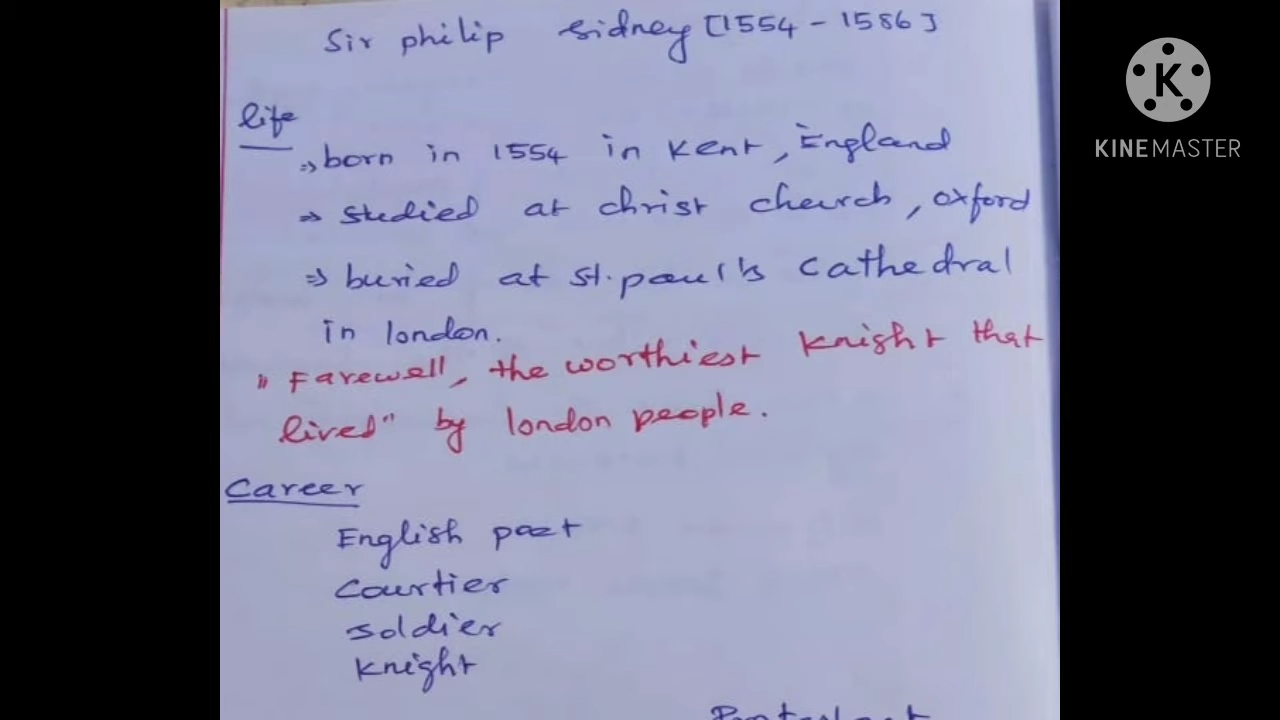 Sir philip sidney [1554 - 1586]
life
⇒ born in 1554 in Kent, England
⇒ studied at christ church, oxford
⇒ buried at st. paul's cathedral
in london.
" Farewell, the worthiest knight that
lived" by london people.
Career
English poet
Courtier
soldier
knight
KINEMASTER